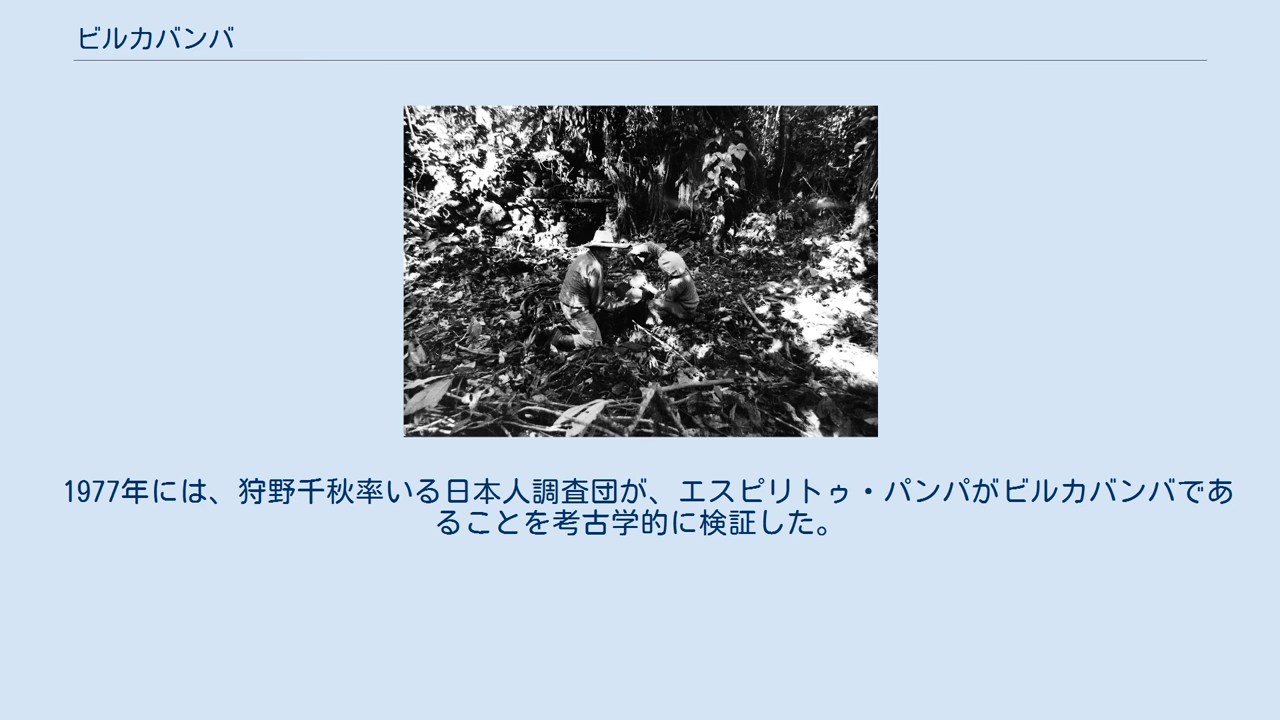 ビルカバンバ
1977年には、狩野千秋率いる日本人調査団が、エスピリトゥ・パンパがビルカバンバであ
ることを考古学的に検証した。